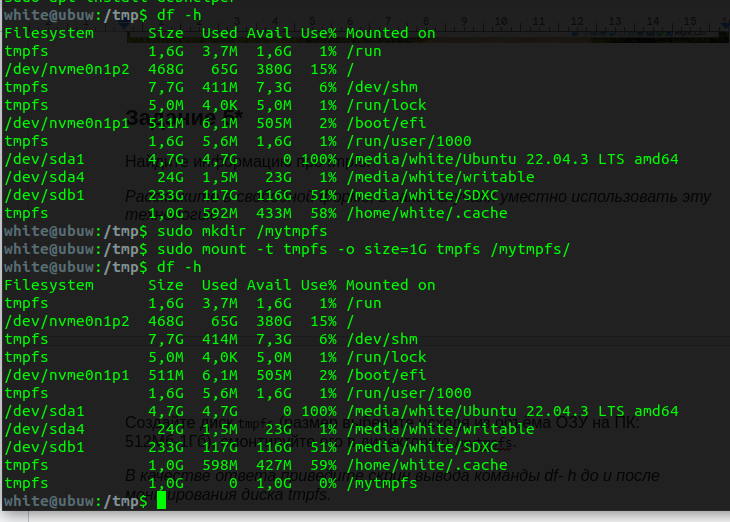 white@ubuw:/tmp$ df -h
Filesystem      Size  Used Avail Use% Mounted on
tmpfs           1,6G  3,7M  1,6G   1% /run
/dev/nvme0n1p2  468G   65G  380G  15% /
tmpfs           7,7G  411M  7,3G   6% /dev/shm
tmpfs           5,0M  4,0K  5,0M   1% /run/lock
/dev/nvme0n1p1  511M  6,1M  505M   2% /boot/efi
tmpfs           1,6G  5,6M  1,6G   1% /run/user/1000
/dev/sda1       4,7G  4,7G     0 100% /media/white/Ubuntu 22.04.3 LTS amd64
/dev/sda4        24G  1,5M   23G   1% /media/white/writable
/dev/sdb1       233G  117G  116G  51% /media/white/SDXC
tmpfs           1,0G  592M  433M  58% /home/white/.cache
white@ubuw:/tmp$ sudo mkdir /mytmpfs
white@ubuw:/tmp$ sudo mount -t tmpfs -o size=1G tmpfs /mytmpfs/
white@ubuw:/tmp$ df -h
Filesystem      Size  Used Avail Use% Mounted on
tmpfs           1,6G  3,7M  1,6G   1% /run
/dev/nvme0n1p2  468G   65G  380G  15% /
tmpfs           7,7G  414M  7,3G   6% /dev/shm
tmpfs           5,0M  4,0K  5,0M   1% /run/lock
/dev/nvme0n1p1  511M  6,1M  505M   2% /boot/efi
tmpfs           1,6G  5,6M  1,6G   1% /run/user/1000
/dev/sda1       4,7G  4,7G     0 100% /media/white/Ubuntu 22.04.3 LTS amd64
/dev/sda4        24G  1,5M   23G   1% /media/white/writable
/dev/sdb1       233G  117G  116G  51% /media/white/SDXC
tmpfs           1,0G  598M  427M  59% /home/white/.cache
tmpfs           1,0G     0  1,0G   0% /mytmpfs
white@ubuw:/tmp$